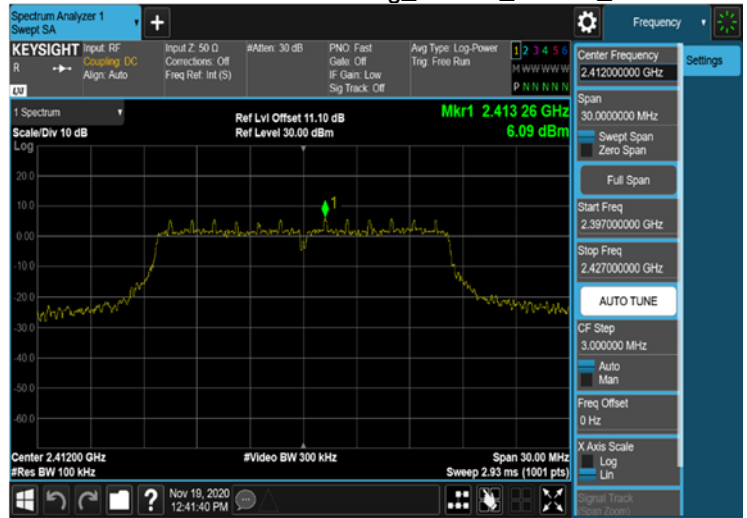 Spectrum Analyzer 1
Swept SA
+
Frequency
KEYSIGHT
R
LXI
Input: RF
Coupling: DC
Align: Auto
Input Z: 50 Ω
Corrections: Off
Freq Ref: Int (S)
#Atten: 30 dB
PNO: Fast
Gate: Off
IF Gain: Low
Sig Track: Off
Avg Type: Log-Power
Trig: Free Run
1 2 3 4 5 6
M W W W W W
P N N N N N
Center Frequency
2.412000000 GHz
Settings
Span
30.0000000 MHz
Swept Span
Zero Span
Full Span
Start Freq
2.397000000 GHz
Stop Freq
2.427000000 GHz
AUTO TUNE
CF Step
3.000000 MHz
Auto
Man
Freq Offset
0 Hz
X Axis Scale
Log
Lin
Signal Track
(Span Zoom)
1 Spectrum
Scale/Div 10 dB
Log
Ref Lvl Offset 11.10 dB
Ref Level 30.00 dBm
Mkr1 2.413 26 GHz
6.09 dBm
1
20.0
10.0
0.00
-10.0
-20.0
-30.0
-40.0
-50.0
-60.0
Center 2.41200 GHz
#Res BW 100 kHz
#Video BW 300 kHz
Span 30.00 MHz
Sweep 2.93 ms (1001 pts)
?
Nov 19, 2020
12:41:40 PM